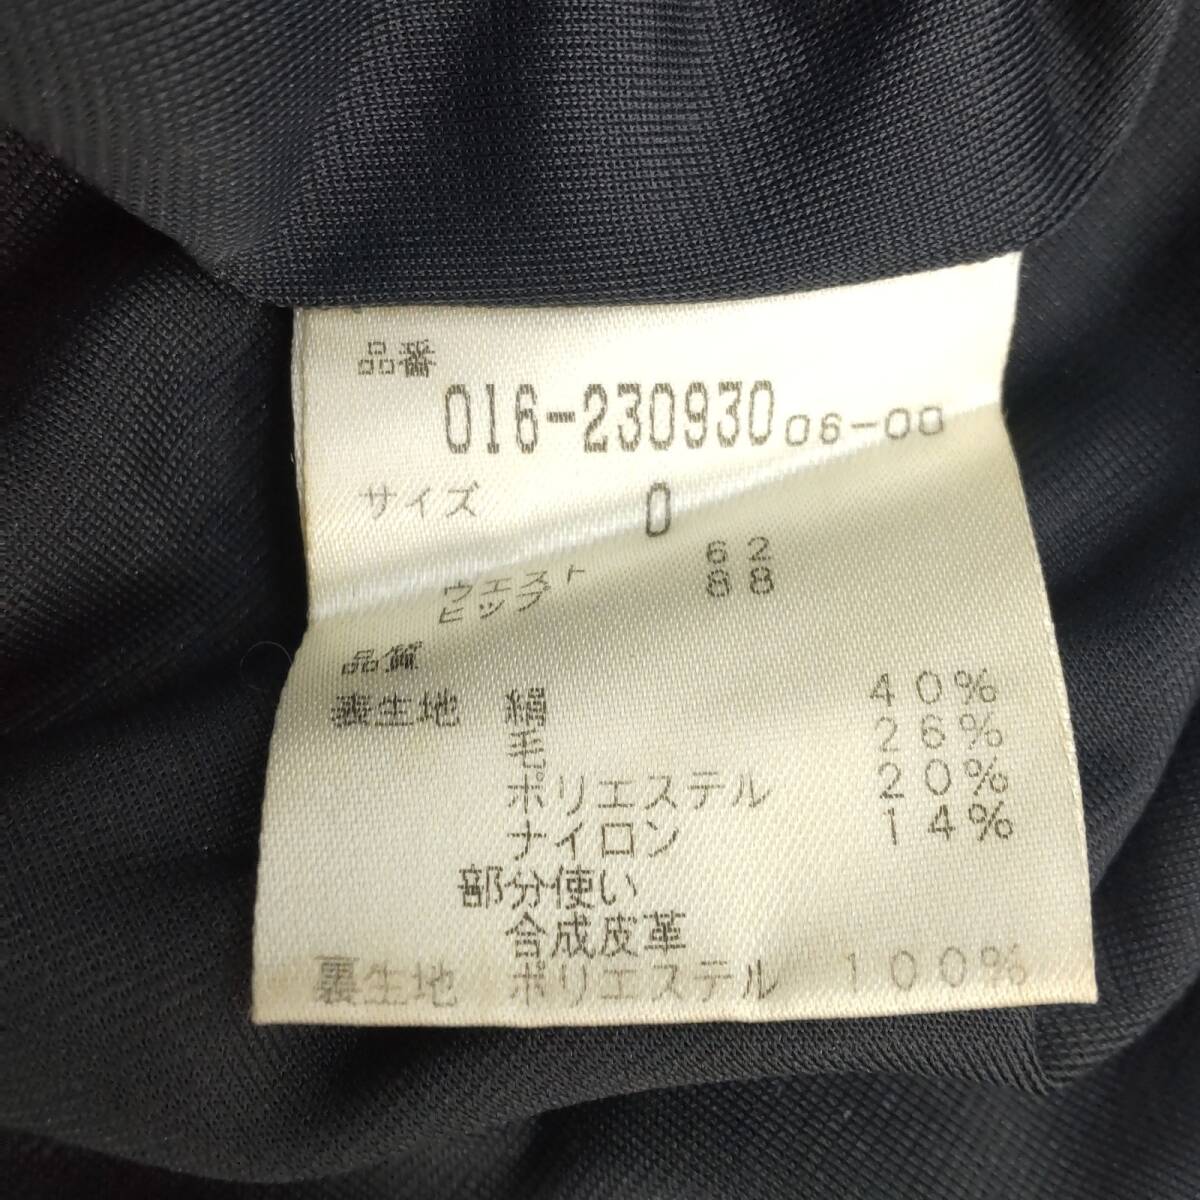 品番
016-230930 06-00
サイズ 0
ウエスト 62
ヒップ 88
品質
表生地 絹 40%
毛 26%
ポリエステル 20%
ナイロン 14%
部分使い
合成皮革
裏生地 ポリエステル 100%